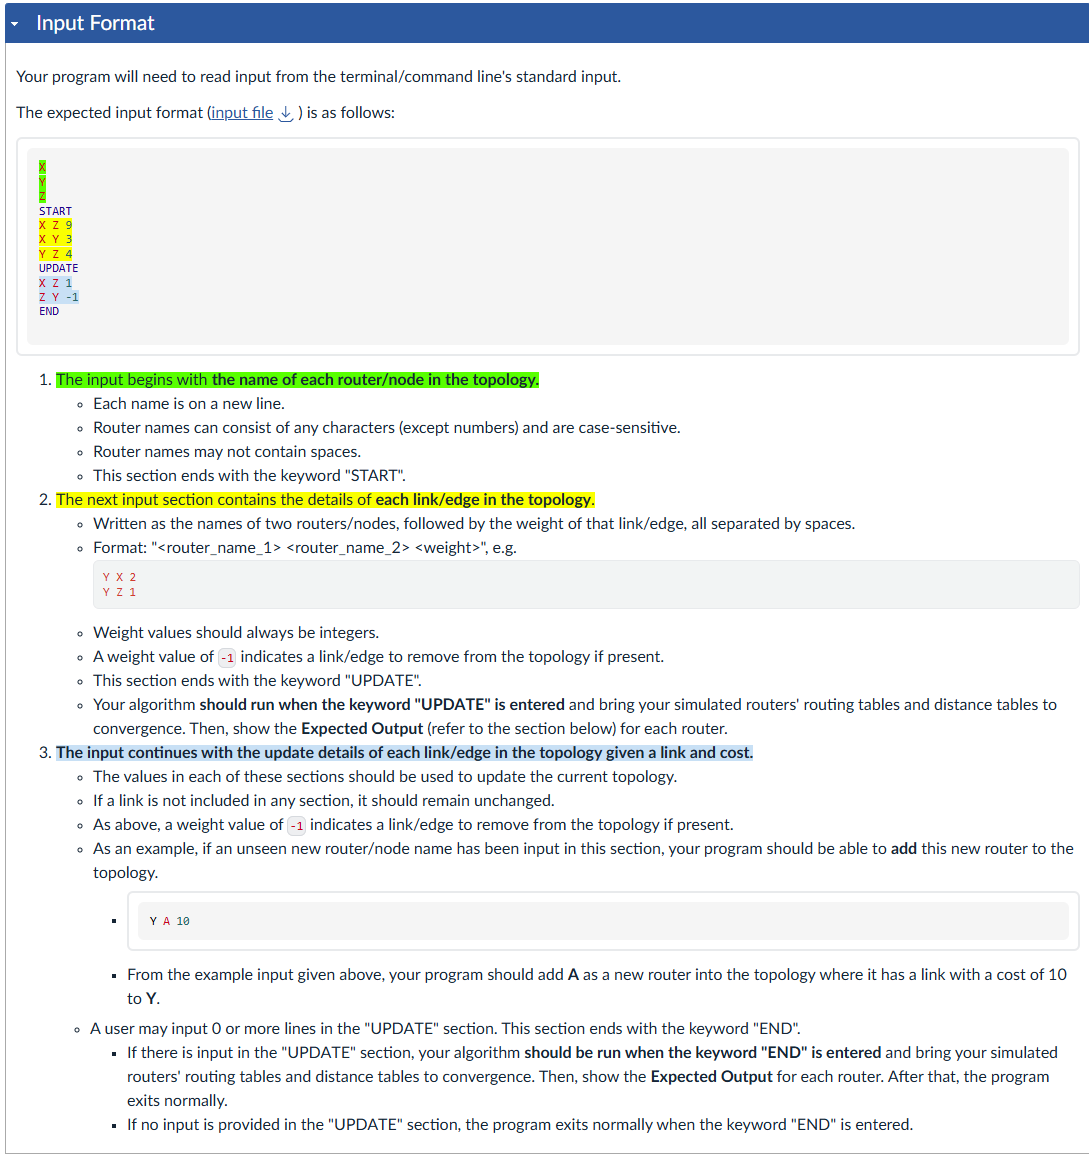 Input Format
Your program will need to read input from the terminal/command line's standard input.
The expected input format (input file ) is as follows:
X
Y
Z
START
X Z 9
X Y 3
Y Z 4
UPDATE
X Z 1
Z Y -1
END
1. The input begins with the name of each router/node in the topology.
Each name is on a new line.
Router names can consist of any characters (except numbers) and are case-sensitive.
Router names may not contain spaces.
This section ends with the keyword "START".
2. The next input section contains the details of each link/edge in the topology.
Written as the names of two routers/nodes, followed by the weight of that link/edge, all separated by spaces.
Format: "<router_name_1> <router_name_2> <weight>", e.g.
Y X 2
Y Z 1
Weight values should always be integers.
A weight value of -1 indicates a link/edge to remove from the topology if present.
This section ends with the keyword "UPDATE".
Your algorithm should run when the keyword "UPDATE" is entered and bring your simulated routers' routing tables and distance tables to
convergence. Then, show the Expected Output (refer to the section below) for each router.
3. The input continues with the update details of each link/edge in the topology given a link and cost.
The values in each of these sections should be used to update the current topology.
If a link is not included in any section, it should remain unchanged.
As above, a weight value of -1 indicates a link/edge to remove from the topology if present.
As an example, if an unseen new router/node name has been input in this section, your program should be able to add this new router to the
topology.
Y A 10
From the example input given above, your program should add A as a new router into the topology where it has a link with a cost of 10
to Y.
A user may input 0 or more lines in the "UPDATE" section. This section ends with the keyword "END".
If there is input in the "UPDATE" section, your algorithm should be run when the keyword "END" is entered and bring your simulated
routers' routing tables and distance tables to convergence. Then, show the Expected Output for each router. After that, the program
exits normally.
If no input is provided in the "UPDATE" section, the program exits normally when the keyword "END" is entered.